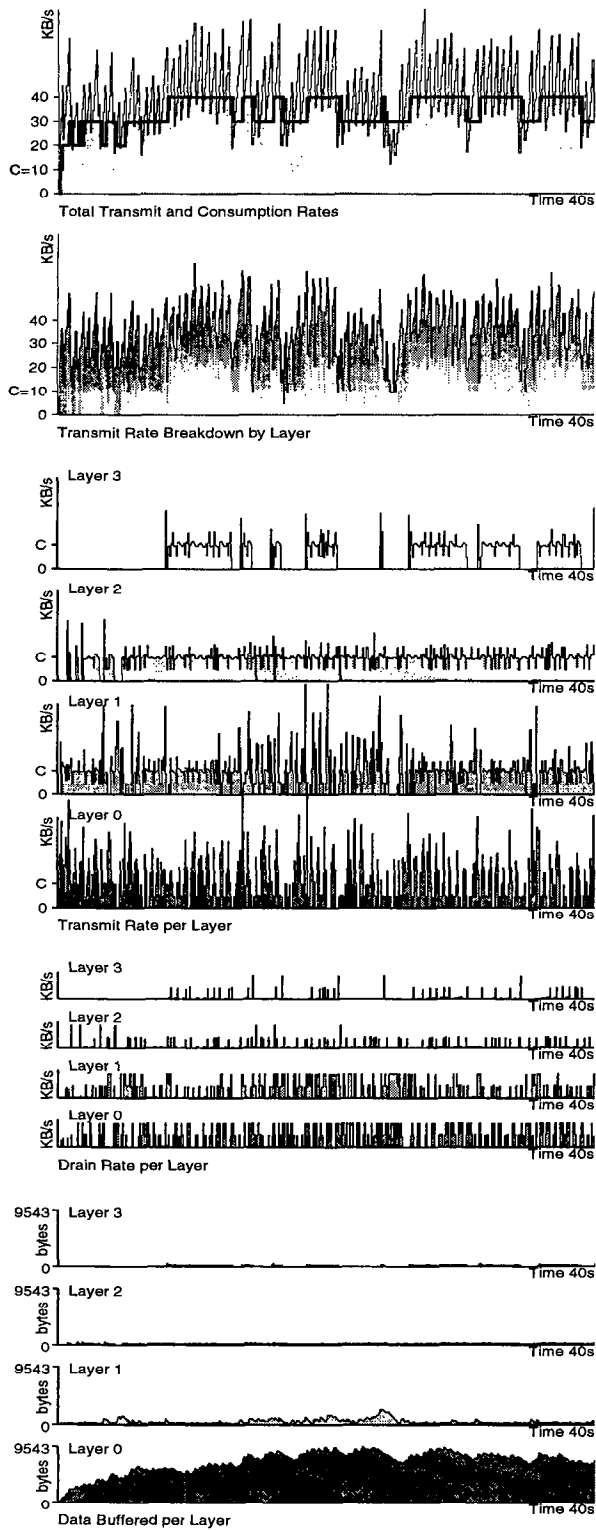 KB/s
40
30
20
C=10
0
Time 40s
Total Transmit and Consumption Rates
KB/s
40
30
20
C=10
0
Time 40s
Transmit Rate Breakdown by Layer
Layer 3
KB/s
C
0
Time 40s
Layer 2
KB/s
C
0
Time 40s
Layer 1
KB/s
C
0
Time 40s
Layer 0
KB/s
C
0
Time 40s
Transmit Rate per Layer
Layer 3
KB/s
Time 40s
Layer 2
KB/s
Time 40s
Layer 1
KB/s
Time 40s
Layer 0
KB/s
Time 40s
Drain Rate per Layer
9543
Layer 3
bytes
0
Time 40s
9543
Layer 2
bytes
0
Time 40s
9543
Layer 1
bytes
0
Time 40s
9543
Layer 0
bytes
0
Time 40s
Data Buffered per Layer